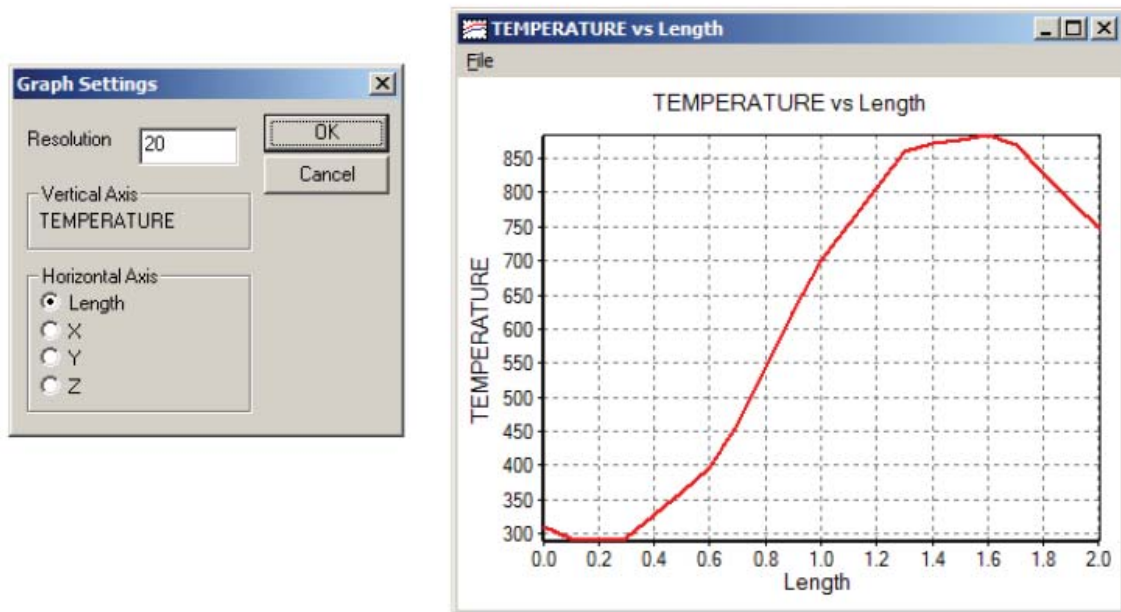 Graph Settings
Resolution 20
OK
Cancel
Vertical Axis
TEMPERATURE
Horizontal Axis
Length
X
Y
Z
TEMPERATURE vs Length
File
TEMPERATURE vs Length
TEMPERATURE
850
800
750
700
650
600
550
500
450
400
350
300
0.0 0.2 0.4 0.6 0.8 1.0 1.2 1.4 1.6 1.8 2.0
Length